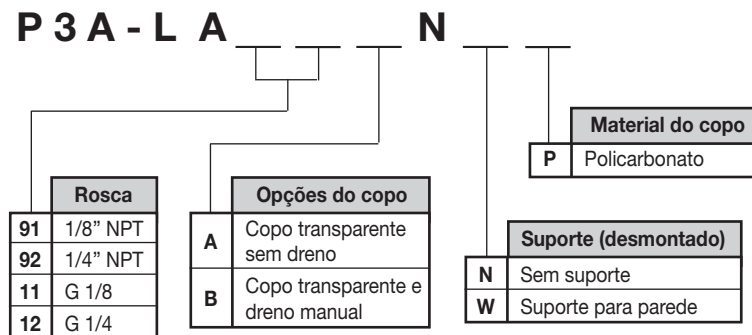 P3A-LA__ __ __ N __ __
Material do copo
P Policarbonato
Rosca
91 1/8” NPT
92 1/4” NPT
11 G 1/8
12 G 1/4
Opções do copo
A Copo transparente
sem dreno
B Copo transparente e
dreno manual
Suporte (desmontado)
N Sem suporte
W Suporte para parede